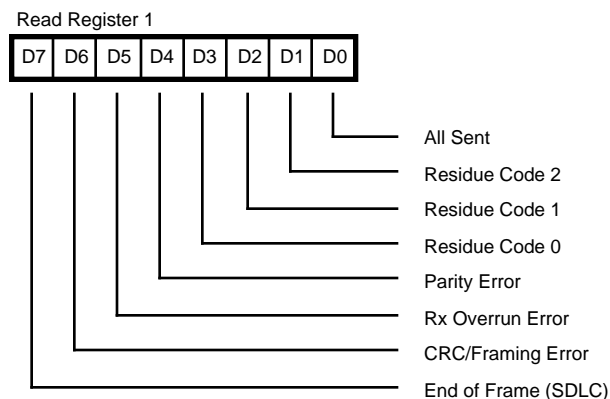 Read Register 1
D7 D6 D5 D4 D3 D2 D1 D0
All Sent
Residue Code 2
Residue Code 1
Residue Code 0
Parity Error
Rx Overrun Error
CRC/Framing Error
End of Frame (SDLC)